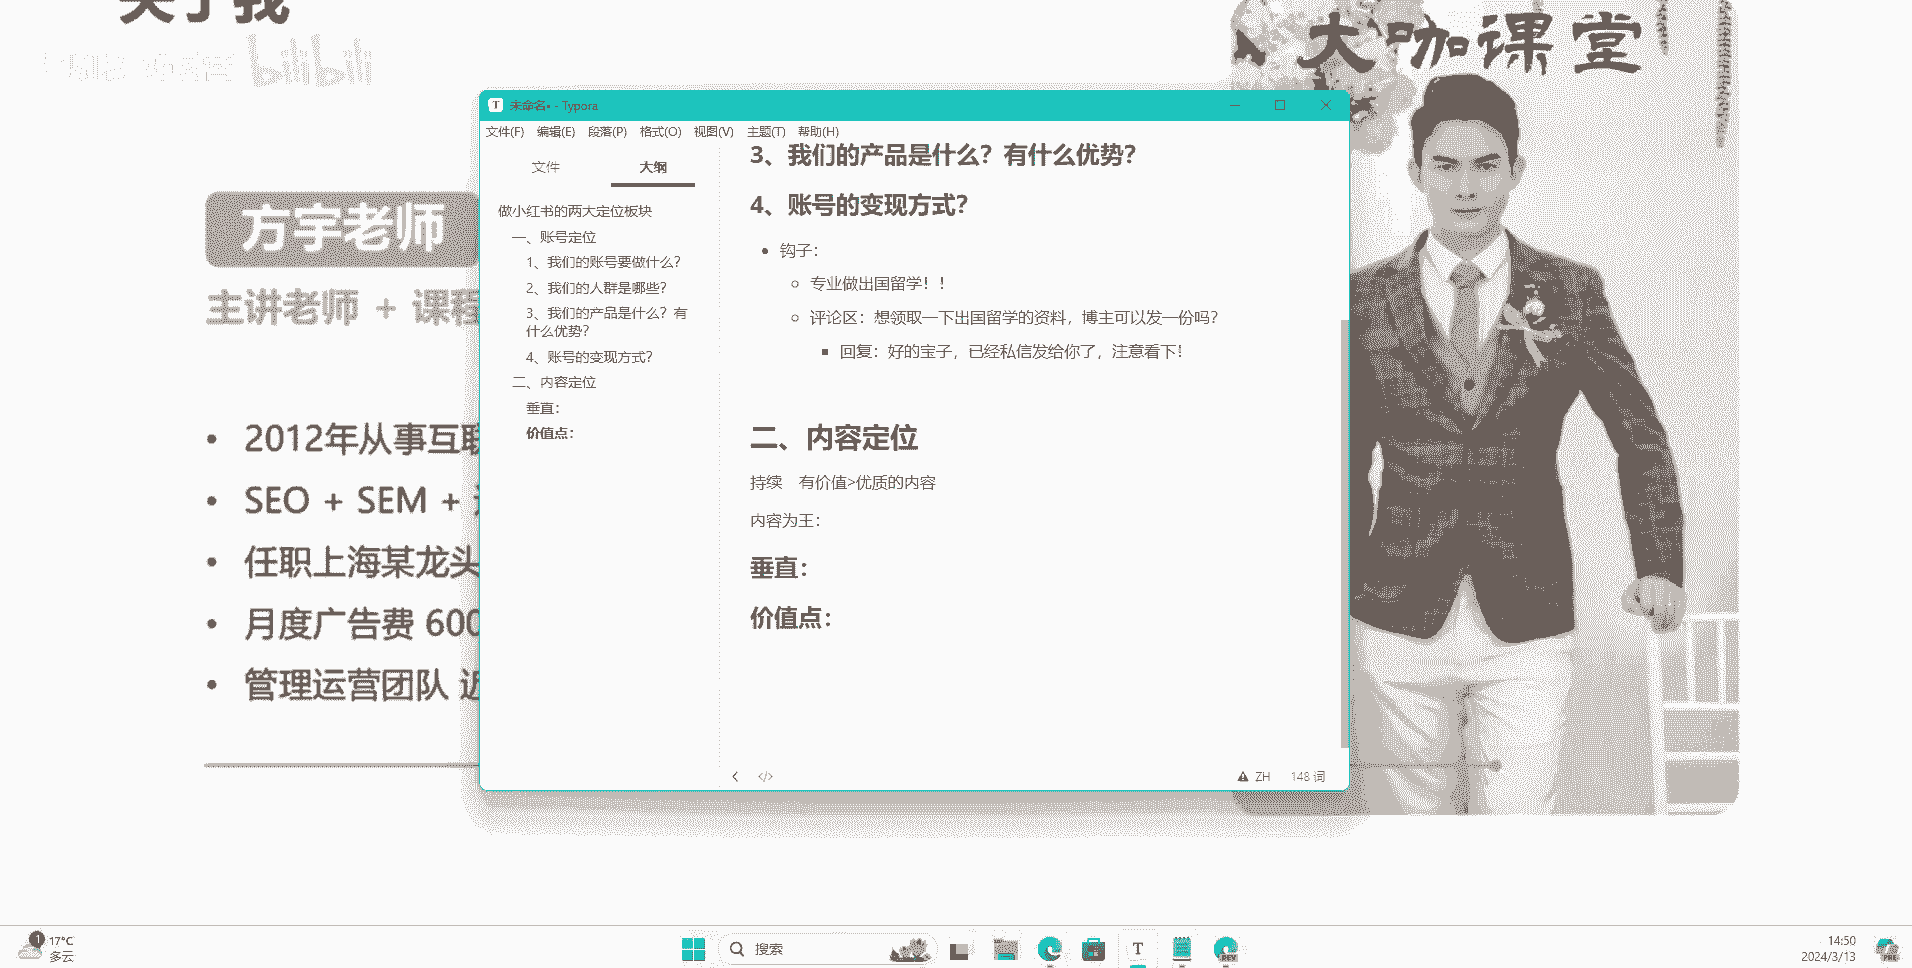 关于我
bilibili
大咖课堂
方宇老师
主讲老师 + 课程
2012年从事互联
SEO + SEM +
任职上海某龙头
月度广告费 600
管理运营团队 近
未命名• - Typora
文件(F) 编辑(E) 段落(P) 格式(O) 视图(V) 主题(T) 帮助(H)
文件 大纲
做小红书的两大定位板块
一、账号定位
1、我们的账号要做什么？
2、我们的人群是哪些？
3、我们的产品是什么？有
什么优势？
4、账号的变现方式？
二、内容定位
垂直：
价值点：
3、我们的产品是什么？有什么优势？
4、账号的变现方式？
钩子：
专业做出国留学！！
评论区：想领取一下出国留学的资料，博主可以发一份吗？
回复：好的宝子，已经私信发给你了，注意看下！
二、内容定位
持续 有价值>优质的内容
内容为王：
垂直：
价值点：
ZH 148 词
1 17°C
多云
搜索
T
DEV
14:50
2024/3/13
PRE